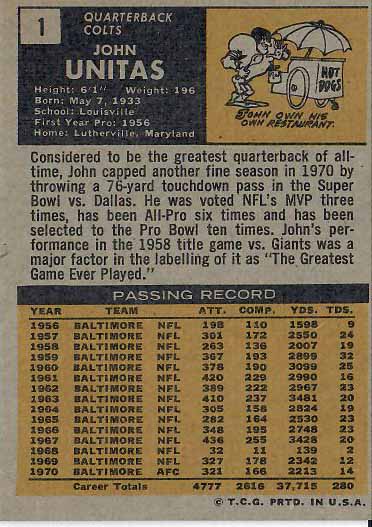 1
QUARTERBACK
COLTS
JOHN
UNITAS
Height: 6'1" Weight: 196
Born: May 7, 1933
School: Louisville
First Year Pro: 1956
Home: Lutherville, Maryland
HOT
DOGS
JOHN OWN HIS
OWN RESTAURANT.
Considered to be the greatest quarterback of all-
time, John capped another fine season in 1970 by
throwing a 76-yard touchdown pass in the Super
Bowl vs. Dallas. He was voted NFL's MVP three
times, has been All-Pro six times and has been
selected to the Pro Bowl ten times. John's per-
formance in the 1958 title game vs. Giants was a
major factor in the labelling of it as "The Greatest
Game Ever Played."
PASSING RECORD
YEAR TEAM ATT. COMP. YDS. TDS.
1956 BALTIMORE NFL 198 110 1598 9
1957 BALTIMORE NFL 301 172 2550 24
1958 BALTIMORE NFL 263 136 2007 19
1959 BALTIMORE NFL 367 193 2899 32
1960 BALTIMORE NFL 378 190 3099 25
1961 BALTIMORE NFL 420 229 2990 16
1962 BALTIMORE NFL 389 222 2967 23
1963 BALTIMORE NFL 410 237 3481 20
1964 BALTIMORE NFL 305 158 2824 19
1965 BALTIMORE NFL 282 164 2530 23
1966 BALTIMORE NFL 348 195 2748 23
1967 BALTIMORE NFL 436 255 3428 20
1968 BALTIMORE NFL 32 11 139 2
1969 BALTIMORE NFL 327 178 2342 12
1970 BALTIMORE AFC 321 166 2213 14
Career Totals 4777 2616 37,715 280
© T.C.G. PRTD. IN U.S.A.